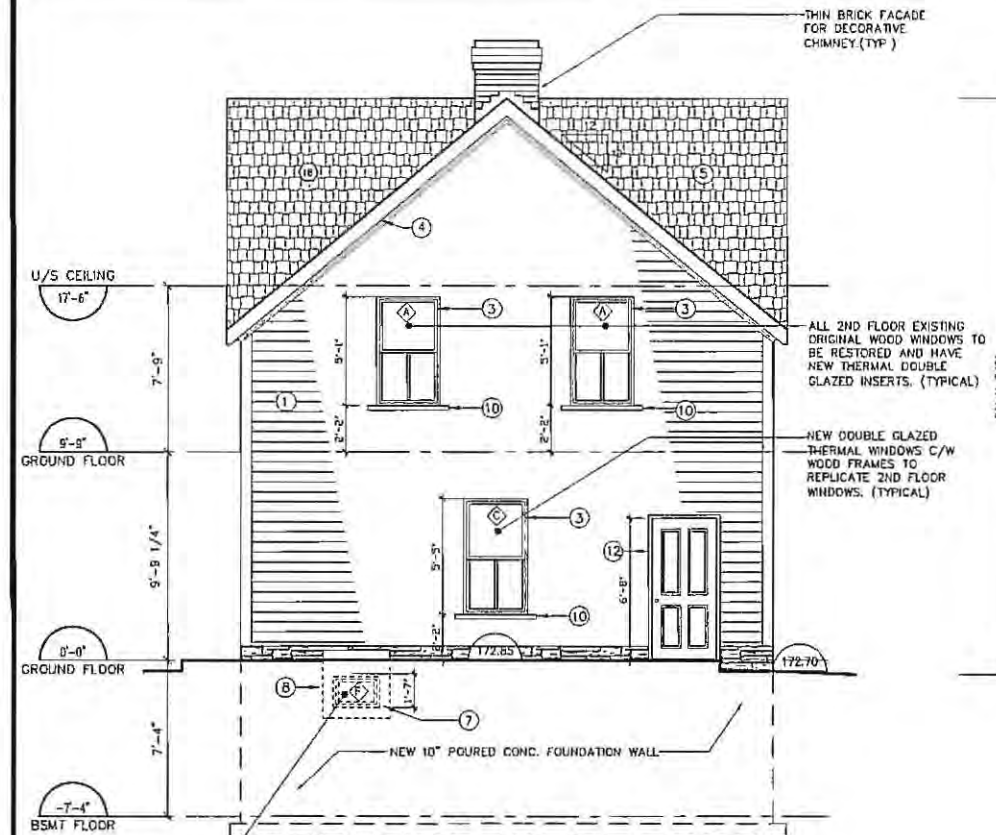 THIN BRICK FACADE
FOR DECORATIVE
CHIMNEY.(TYP )
12
18
5
4
U/S CEILING
17'-6"
A
3
A
3
ALL 2ND FLOOR EXISTING
ORIGINAL WOOD WINDOWS TO
BE RESTORED AND HAVE
NEW THERMAL DOUBLE
GLAZED INSERTS. (TYPICAL)
7'-9"
5'-1"
5'-1"
1
10
10
2'-2"
2'-2"
9'-9"
GROUND FLOOR
NEW DOUBLE GLAZED
THERMAL WINDOWS C/W
WOOD FRAMES TO
REPLICATE 2ND FLOOR
WINDOWS. (TYPICAL)
C
3
12
9'-9 1/4"
5'-5"
6'-8"
10
2'-2"
0'-0"
GROUND FLOOR
172.85
172.70
8
F
7
7'-4"
NEW 10" POURED CONC. FOUNDATION WALL
-7'-4"
BSMT FLOOR